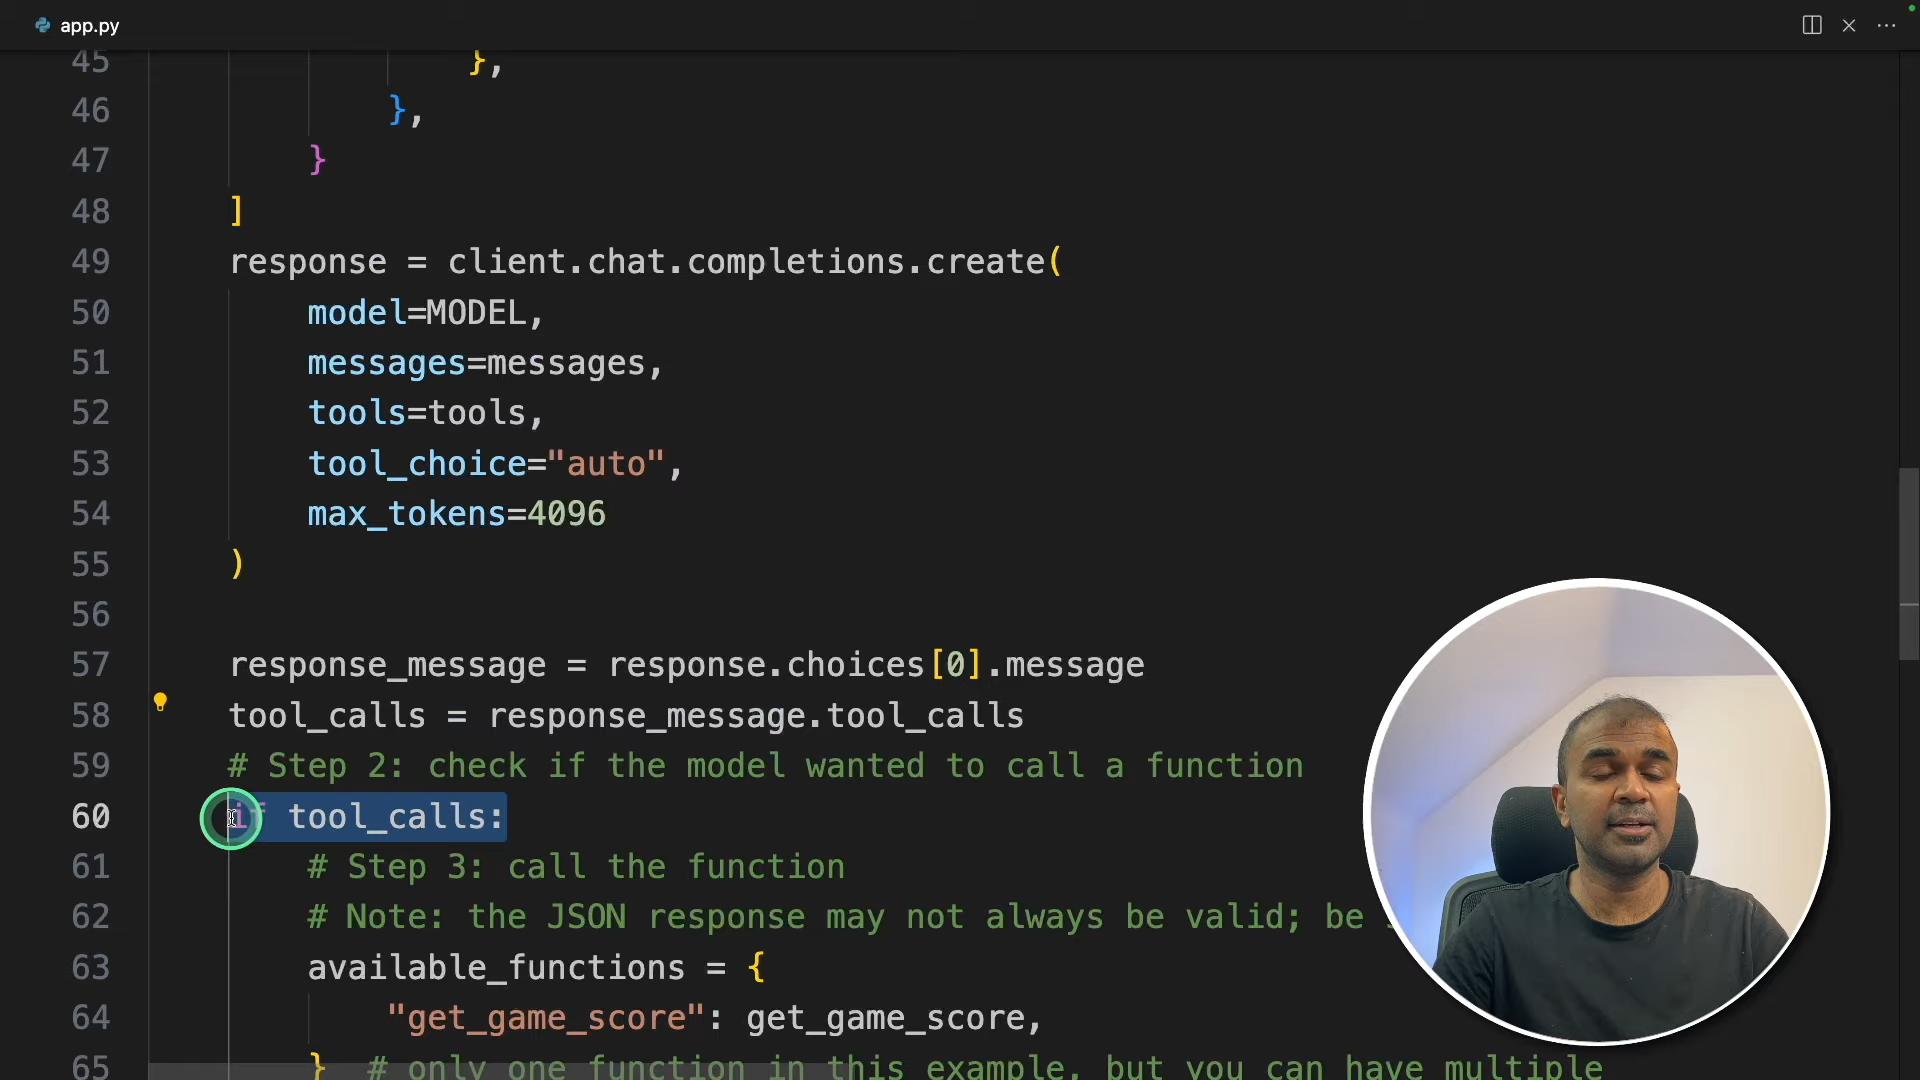 app.py
45 },
46 },
47 }
48 ]
49 response = client.chat.completions.create(
50 model=MODEL,
51 messages=messages,
52 tools=tools,
53 tool_choice="auto",
54 max_tokens=4096
55 )
56
57 response_message = response.choices[0].message
58 tool_calls = response_message.tool_calls
59 # Step 2: check if the model wanted to call a function
60 if tool_calls:
61 # Step 3: call the function
62 # Note: the JSON response may not always be valid; be
63 available_functions = {
64 "get_game_score": get_game_score,
65 } # only one function in this example, but you can have multiple